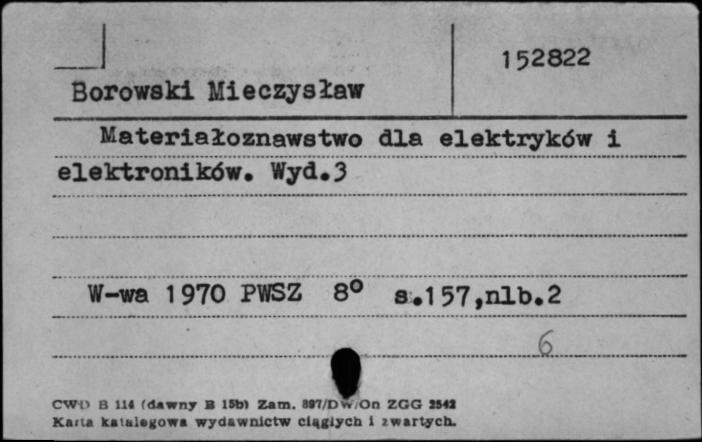 152822
Borowski Mieczysław
Materiałoznawstwo dla elektryków i
elektroników. Wyd.3
W-wa 1970 PWSZ 8° s.157,nlb.2
6
CWD B 114 (dawny B 15b) Zam. 897/DW/On ZGG 2542
Karta katalogowa wydawnictw ciągłych i zwartych.